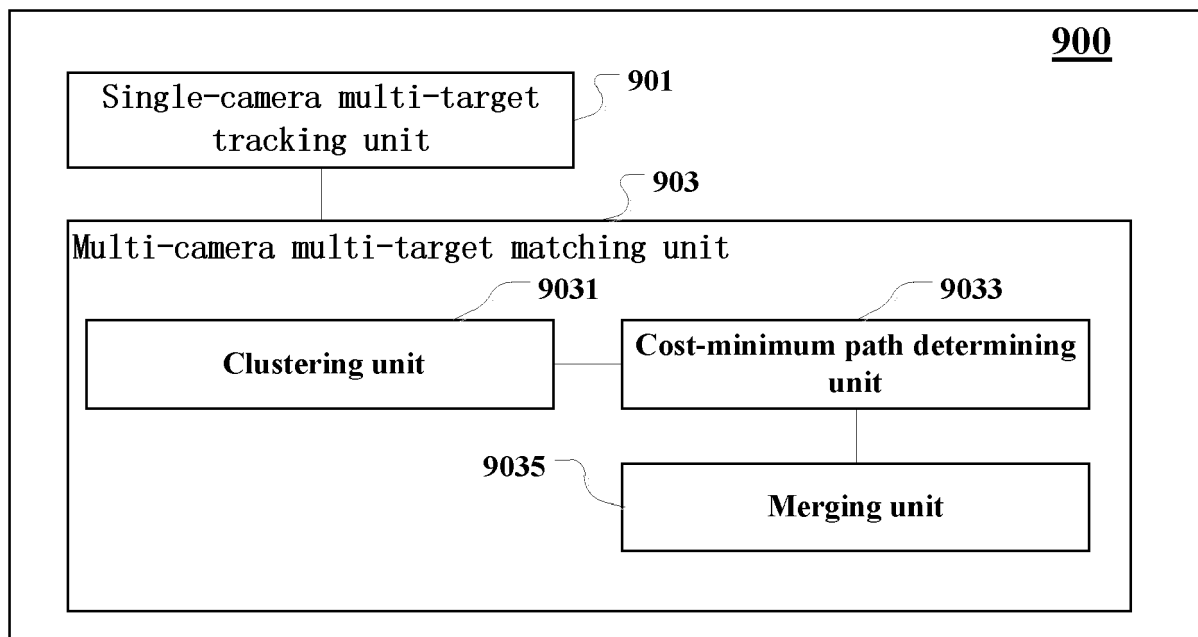 900
901
Single-camera multi-target
tracking unit
903
Multi-camera multi-target matching unit
9031
9033
Clustering unit
Cost-minimum path determining
unit
9035
Merging unit